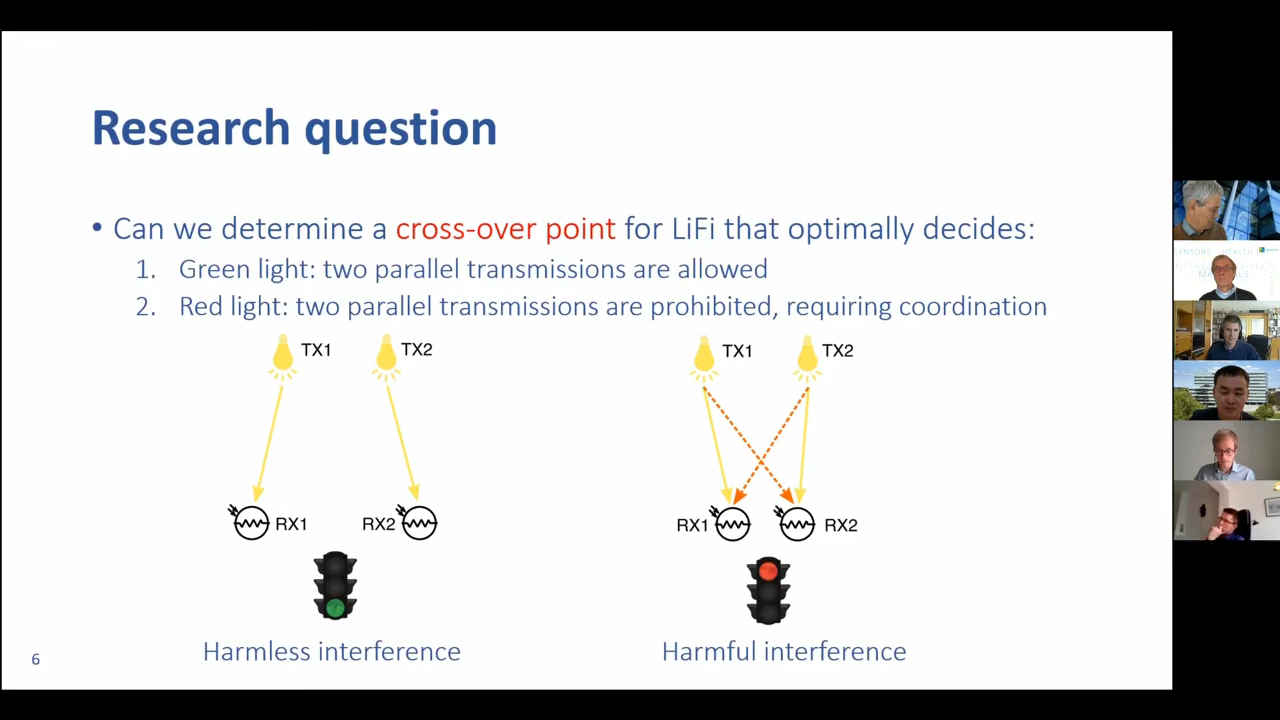 Research question
• Can we determine a cross-over point for LiFi that optimally decides:
1. Green light: two parallel transmissions are allowed
2. Red light: two parallel transmissions are prohibited, requiring coordination
TX1 TX2 TX1 TX2
RX1 RX2 RX1 RX2
Harmless interference Harmful interference
6